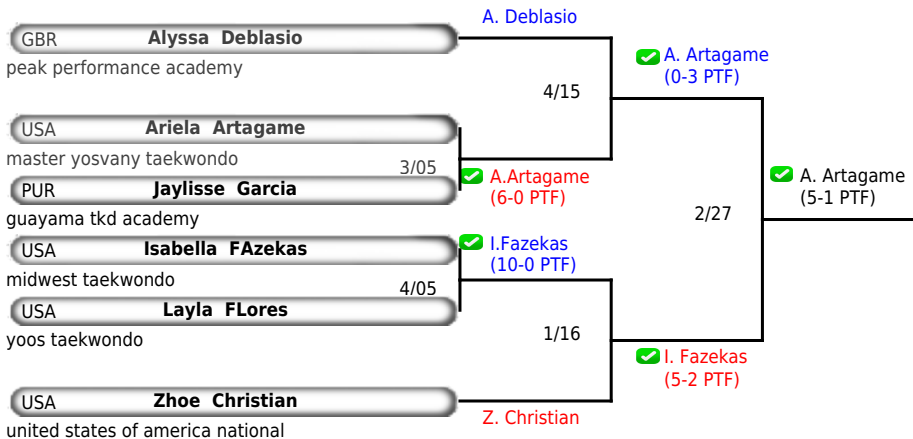 A. Deblasio
GBR Alyssa Deblasio
peak performance academy
A. Artagame
(0-3 PTF)
4/15
USA Ariela Artagame
master yosvany taekwondo
3/05
A.Artagame
(6-0 PTF)
PUR Jaylisse Garcia
guayama tkd academy
A. Artagame
(5-1 PTF)
2/27
USA Isabella FAzekas
midwest taekwondo
I.Fazekas
(10-0 PTF)
4/05
USA Layla FLores
yoos taekwondo
1/16
I. Fazekas
(5-2 PTF)
USA Zhoe Christian
united states of america national
Z. Christian